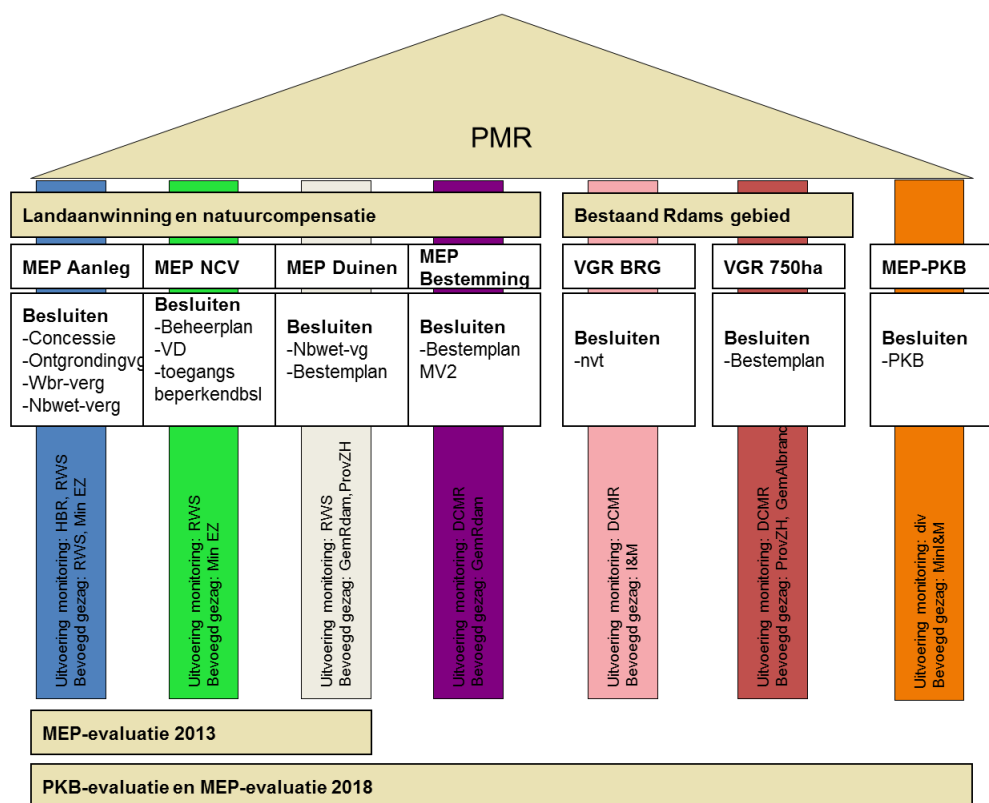 PMR
Landaanwinning en natuurcompensatie
Bestaand Rdams gebied
MEP Aanleg
MEP NCV
MEP Duinen
MEP
Bestemming
VGR BRG
VGR 750ha
MEP-PKB
Besluiten
-Concessie
-Ontgrondingvg
-Wbr-verg
-Nbwet-verg
Besluiten
-Beheerplan
-VD
-toegangs
beperkendbsl
Besluiten
-Nbwet-vg
-Bestemplan
Besluiten
-Bestemplan
MV2
Besluiten
-nvt
Besluiten
-Bestemplan
Besluiten
-PKB
Uitvoering monitoring: HBR, RWS
Bevoegd gezag: RWS, Min EZ
Uitvoering monitoring: RWS
Bevoegd gezag: Min EZ
Uitvoering monitoring: RWS
Bevoegd gezag: GemRdam,ProvZH
Uitvoering monitoring: DCMR
Bevoegd gezag: GemRdam
Uitvoering monitoring: DCMR
Bevoegd gezag: I&M
Uitvoering monitoring: DCMR
Bevoegd gezag: ProvZH, GemAlbrand
Uitvoering monitoring: div
Bevoegd gezag: MinI&M
MEP-evaluatie 2013
PKB-evaluatie en MEP-evaluatie 2018